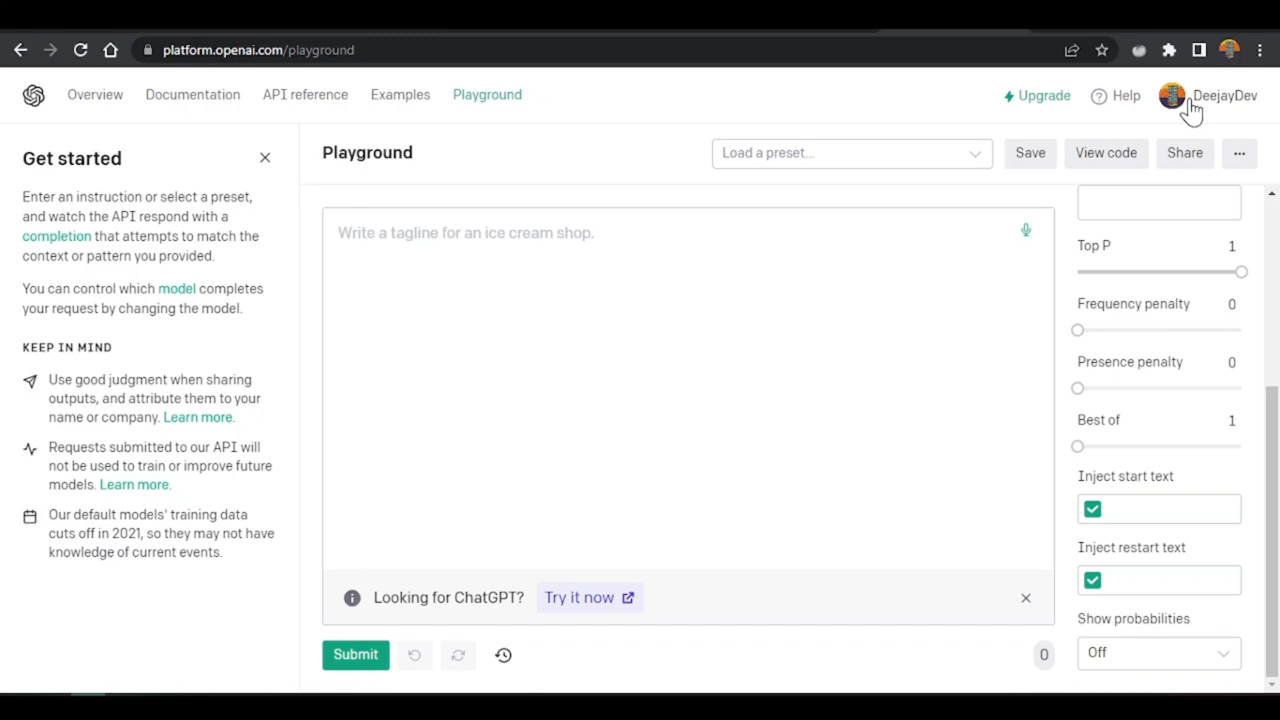 platform.openai.com/playground
Overview
Documentation
API reference
Examples
Playground
Upgrade
Help
DeejayDev
Get started
Enter an instruction or select a preset,
and watch the API respond with a
completion that attempts to match the
context or pattern you provided.
You can control which model completes
your request by changing the model.
KEEP IN MIND
Use good judgment when sharing
outputs, and attribute them to your
name or company. Learn more.
Requests submitted to our API will
not be used to train or improve future
models. Learn more.
Our default models' training data
cuts off in 2021, so they may not have
knowledge of current events.
Playground
Load a preset...
Save
View code
Share
Write a tagline for an ice cream shop.
Looking for ChatGPT?
Try it now
Submit
0
Top P 1
Frequency penalty 0
Presence penalty 0
Best of 1
Inject start text
Inject restart text
Show probabilities
Off